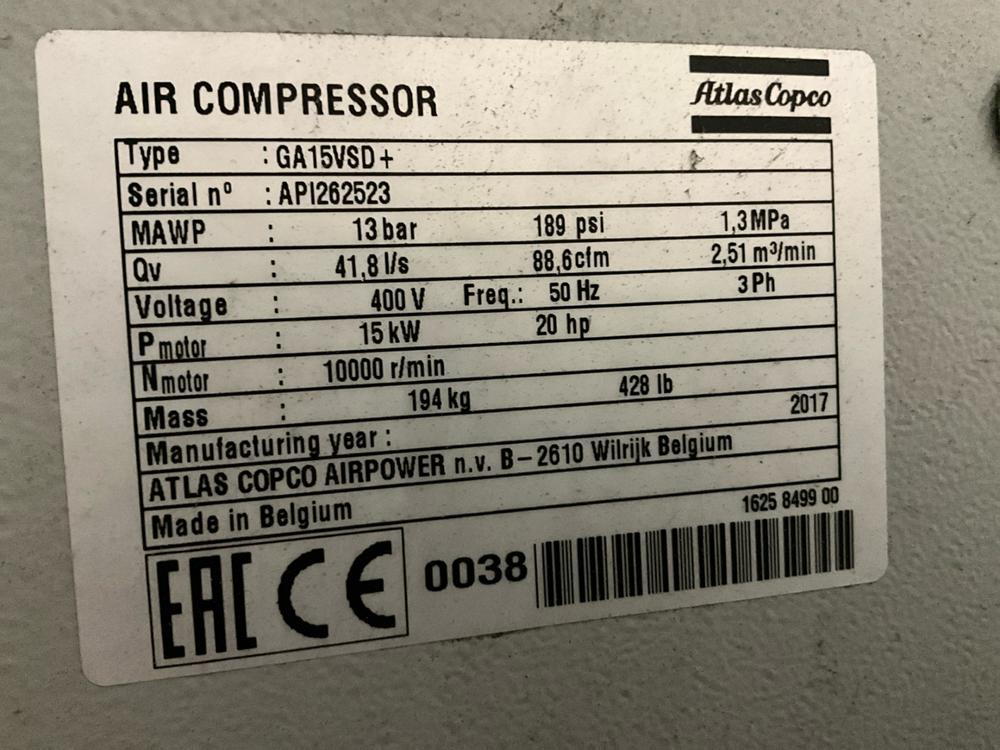 AIR COMPRESSOR
Atlas Copco
Type : GA15VSD+
Serial nº : API262523
MAWP : 13 bar 189 psi 1,3 MPa
Qv : 41,8 l/s 88,6 cfm 2,51 m³/min
Voltage : 400 V Freq.: 50 Hz 3 Ph
P motor : 15 kW 20 hp
N motor : 10000 r/min
Mass : 194 kg 428 lb
Manufacturing year : 2017
ATLAS COPCO AIRPOWER n.v. B-2610 Wilrijk Belgium
Made in Belgium
1625 8499 00
EAC CE 0038